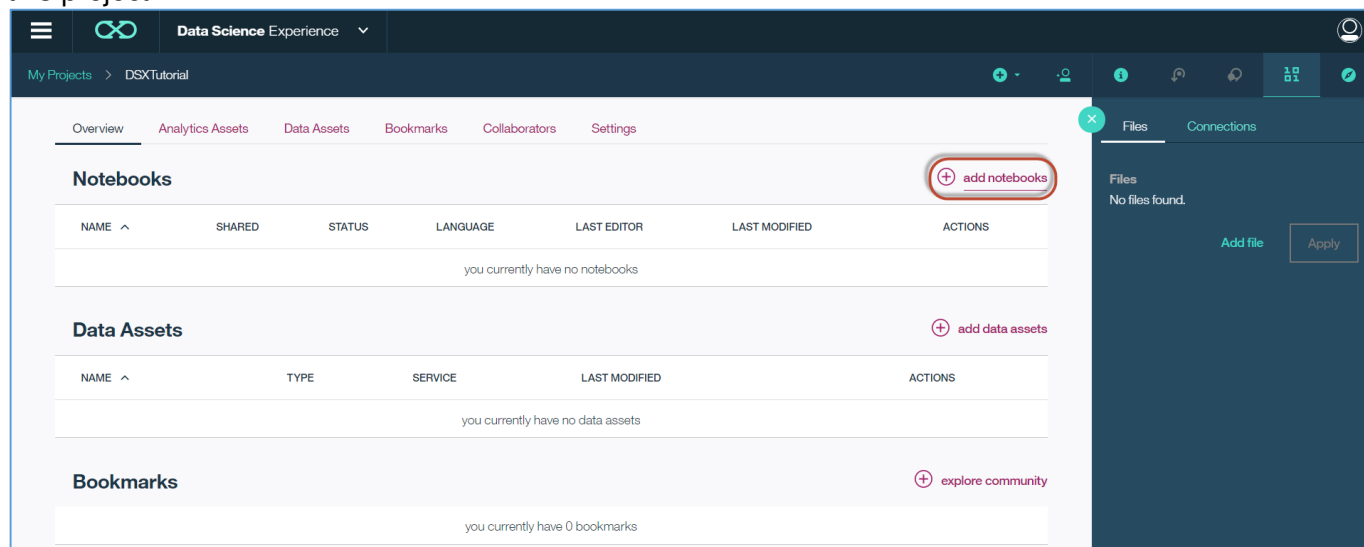 Data Science Experience
My Projects > DSXTutorial
Overview Analytics Assets Data Assets Bookmarks Collaborators Settings
Files Connections
Notebooks
add notebooks
Files
No files found.
NAME SHARED STATUS LANGUAGE LAST EDITOR LAST MODIFIED ACTIONS
Add file Apply
you currently have no notebooks
Data Assets
add data assets
NAME TYPE SERVICE LAST MODIFIED ACTIONS
you currently have no data assets
Bookmarks
explore community
you currently have 0 bookmarks